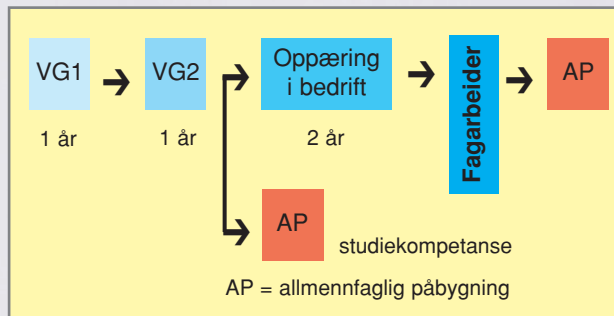 VG1
VG2
Oppæring
i bedrift
Fagarbeider
AP
1 år
1 år
2 år
AP
studiekompetanse
AP = allmennfaglig påbygning